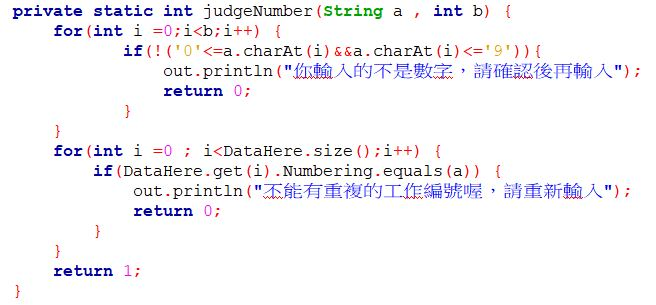 private static int judgeNumber(String a , int b) {
    for(int i =0;i<b;i++) {
           if(!('0'<=a.charAt(i)&&a.charAt(i)<='9')){
               out.println("你輸入的不是數字，請確認後再輸入");
               return 0;
           }
    }
    for(int i =0 ; i<DataHere.size();i++) {
        if(DataHere.get(i).Numbering.equals(a)) {
            out.println("不能有重複的工作編號喔，請重新輸入");
            return 0;
        }
    }
    return 1;
}